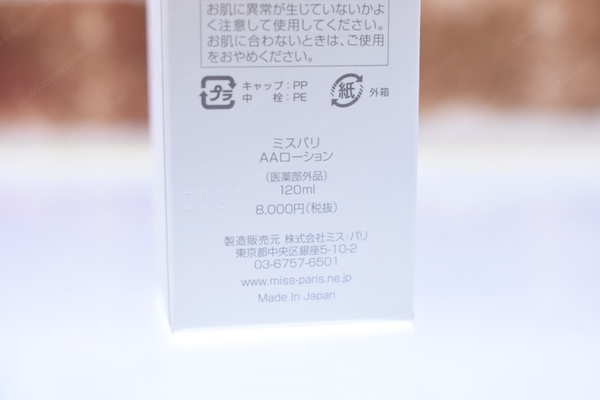 お肌に異常が生じていないかよ
く注意して使用してください。
お肌に合わないときは、ご使用
をおやめください。
プラ
キャップ:PP
中 栓:PE
紙
外箱
ミスパリ
AAローション
(医薬部外品)
120ml
8,000円(税抜)
製造販売元 株式会社ミス・パリ
東京都中央区銀座5-10-2
03-6757-6501
www.miss-paris.ne.jp
Made In Japan